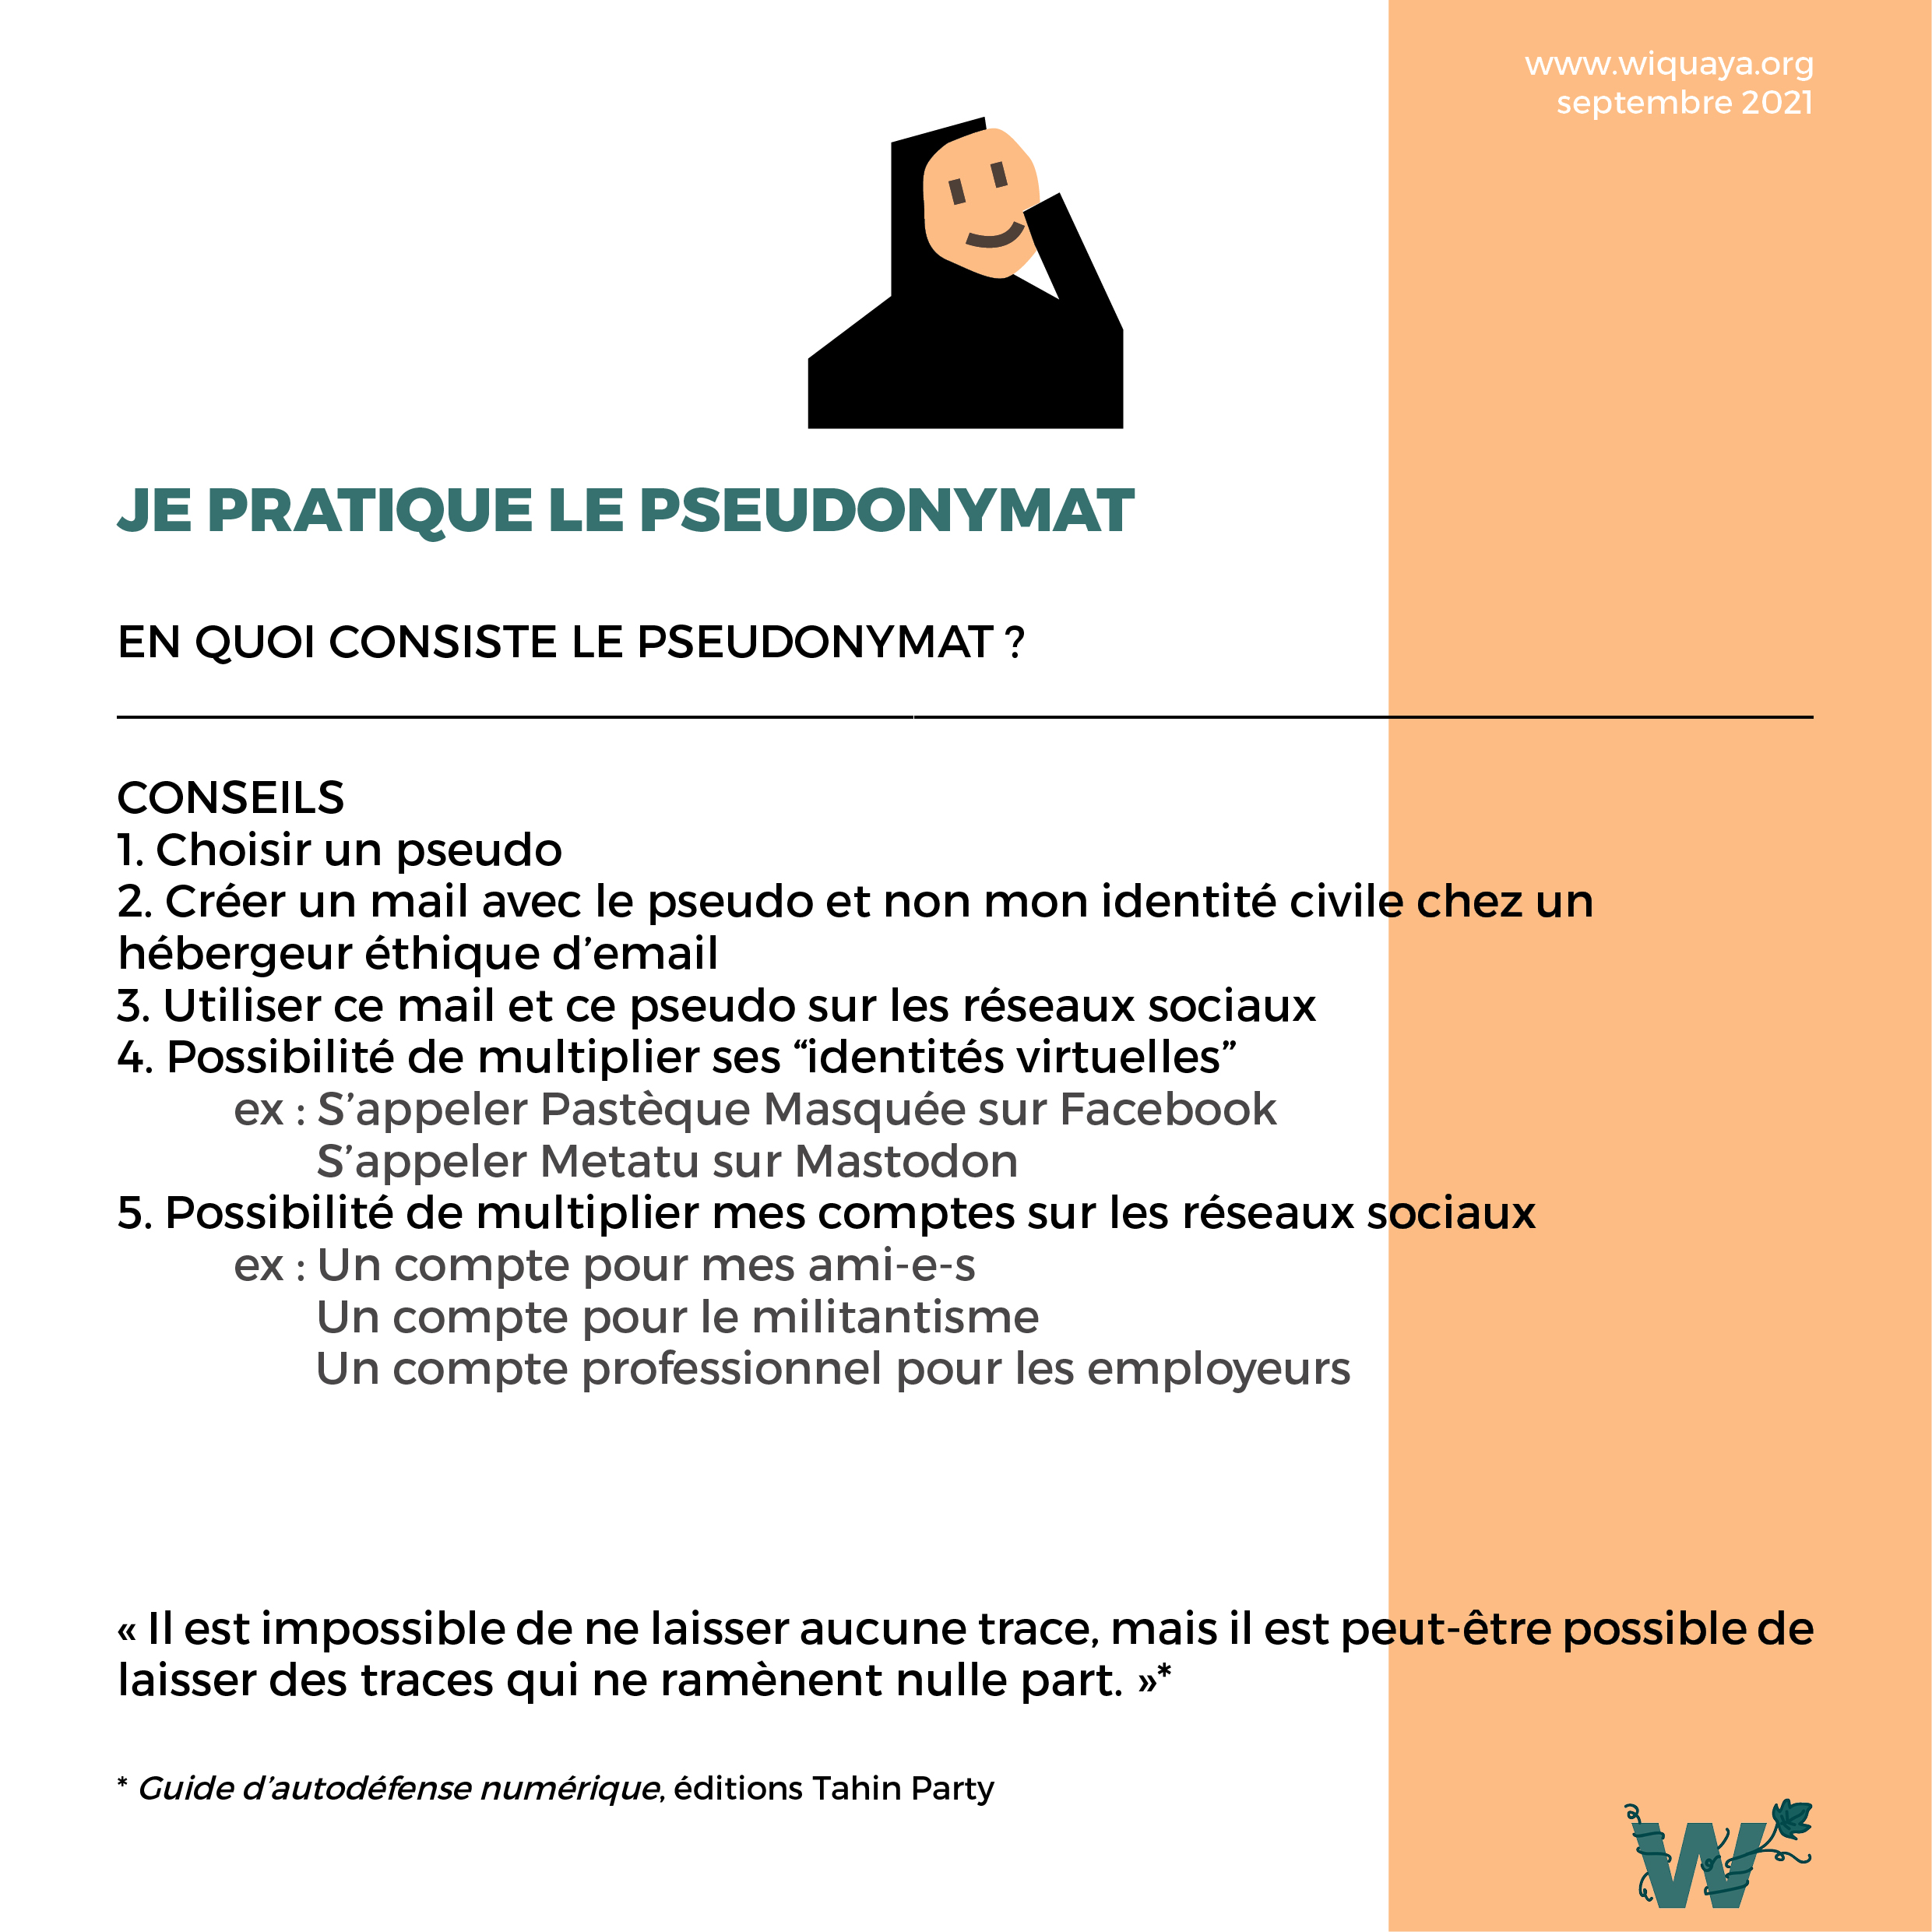 www.wiquaya.org
septembre 2021
JE PRATIQUE LE PSEUDONYMAT
EN QUOI CONSISTE LE PSEUDONYMAT ?
CONSEILS
1. Choisir un pseudo
2. Créer un mail avec le pseudo et non mon identité civile chez un
hébergeur éthique d’email
3. Utiliser ce mail et ce pseudo sur les réseaux sociaux
4. Possibilité de multiplier ses “identités virtuelles”
ex : S’appeler Pastèque Masquée sur Facebook
S’appeler Metatu sur Mastodon
5. Possibilité de multiplier mes comptes sur les réseaux sociaux
ex : Un compte pour mes ami-e-s
Un compte pour le militantisme
Un compte professionnel pour les employeurs
« Il est impossible de ne laisser aucune trace, mais il est peut-être possible de
laisser des traces qui ne ramènent nulle part. »*
* Guide d’autodéfense numérique, éditions Tahin Party
W